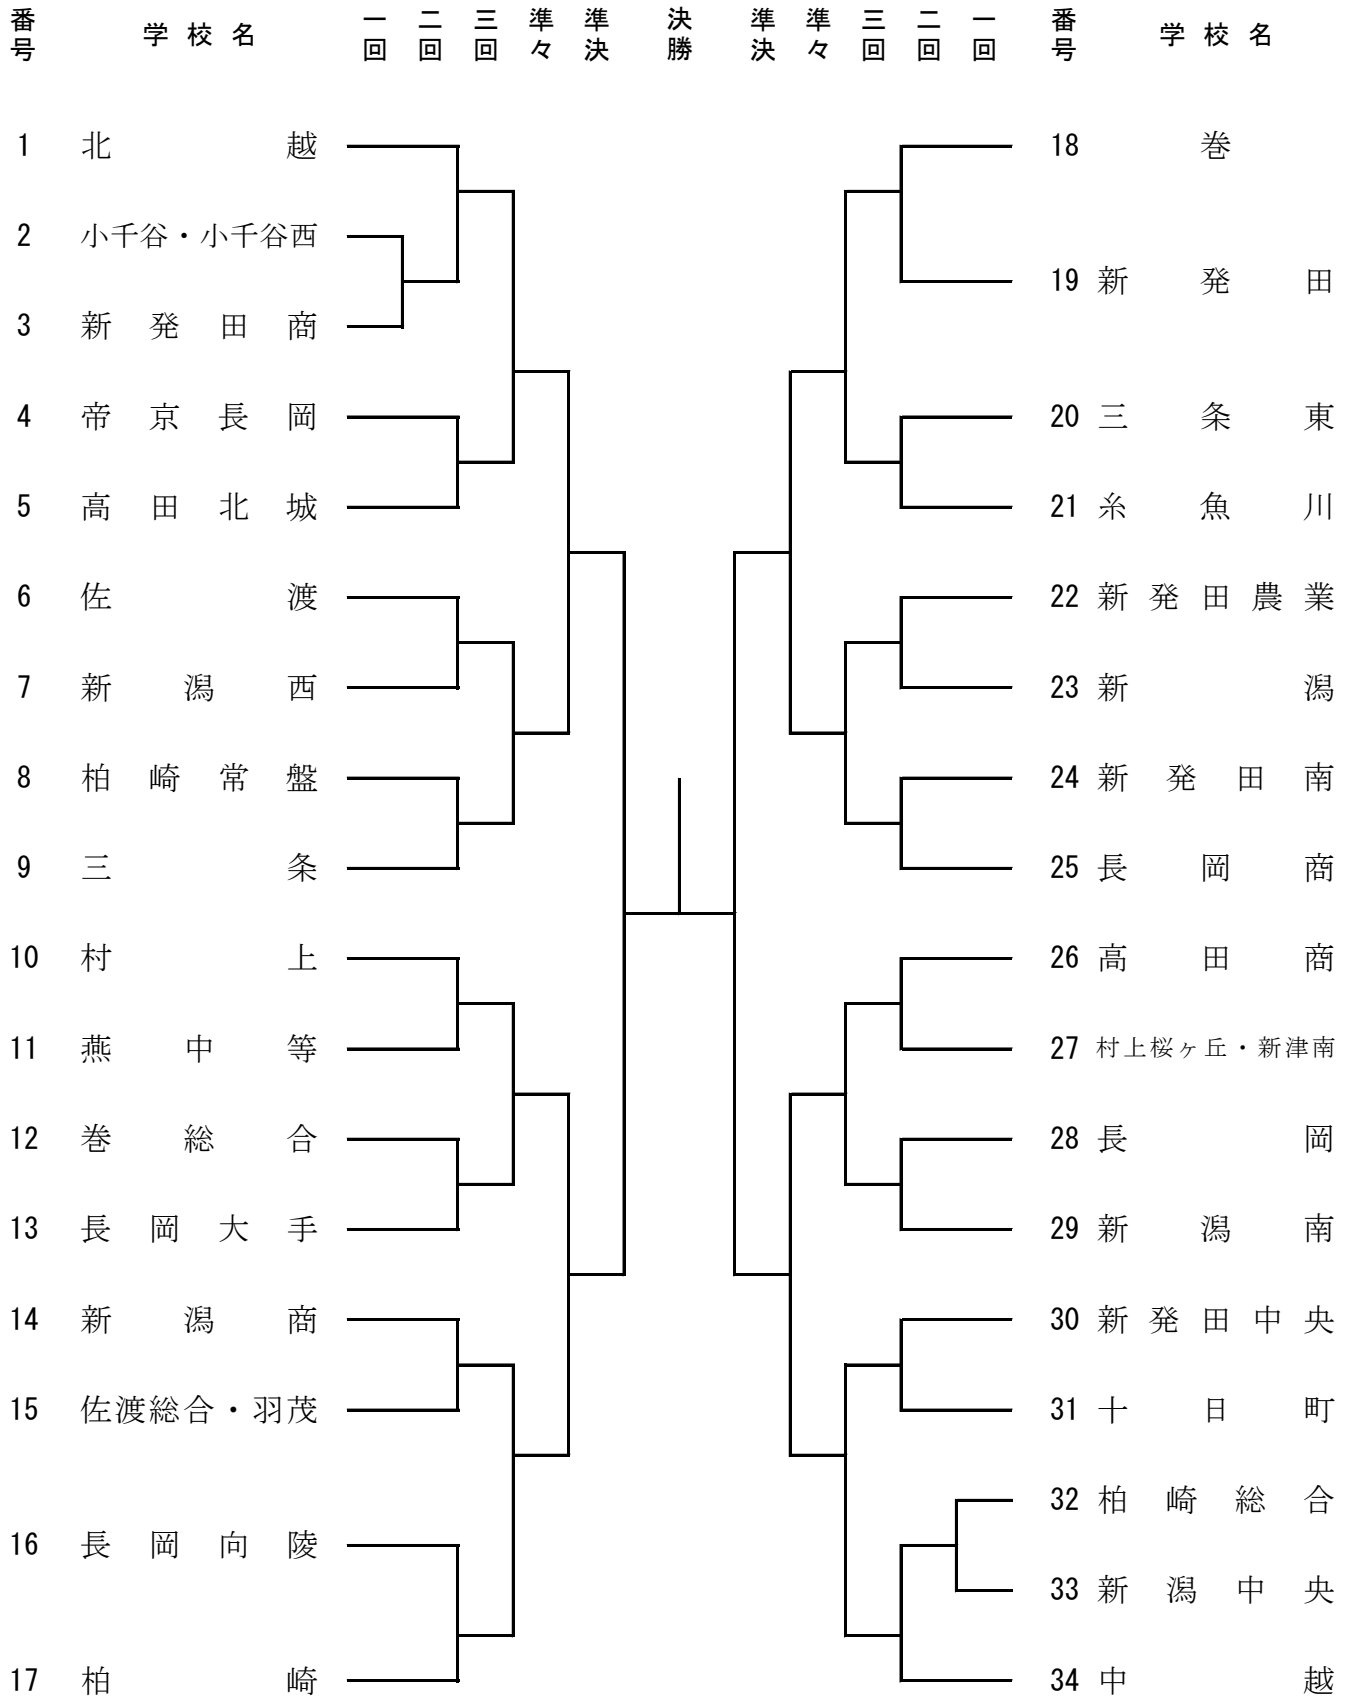 番号 学校名 一回 二回 三回 準々 準決 決勝 準決 準々 三回 二回 一回 番号 学校名
1 北越
2 小千谷・小千谷西
3 新発田商
4 帝京長岡
5 高田北城
6 佐渡
7 新潟西
8 柏崎常盤
9 三条
10 村上
11 燕中等
12 巻総合
13 長岡大手
14 新潟商
15 佐渡総合・羽茂
16 長岡向陵
17 柏崎
18 巻
19 新発田
20 三条東
21 糸魚川
22 新発田農業
23 新潟
24 新発田南
25 長岡商
26 高田商
27 村上桜ヶ丘・新津南
28 長岡
29 新潟南
30 新発田中央
31 十日町
32 柏崎総合
33 新潟中央
34 中越